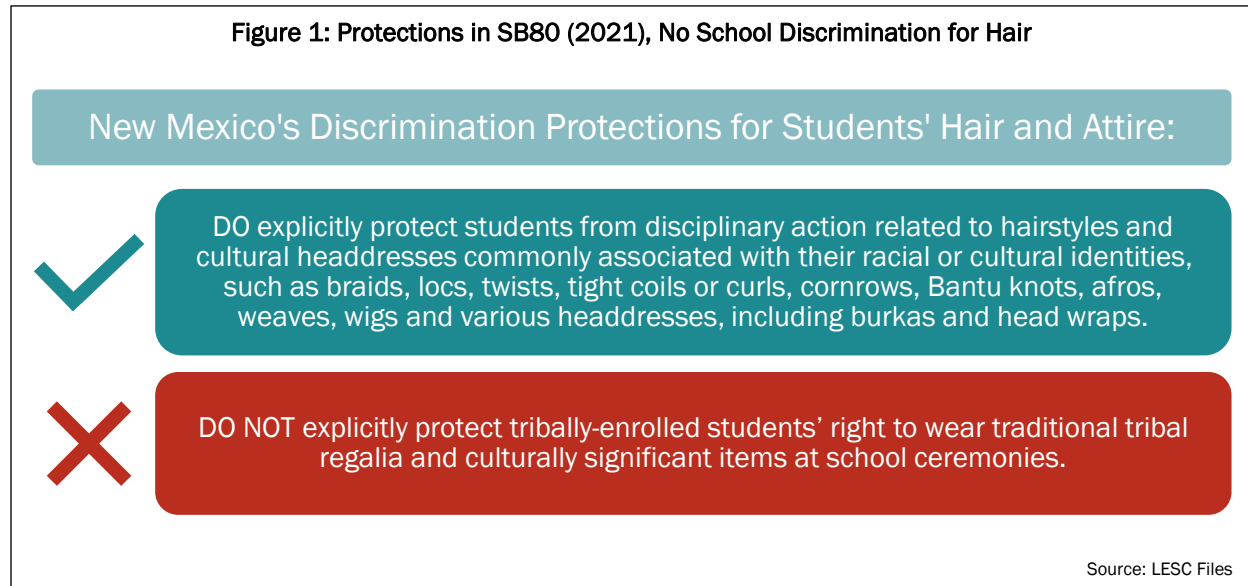 Figure 1: Protections in SB80 (2021), No School Discrimination for Hair
New Mexico's Discrimination Protections for Students' Hair and Attire:
DO explicitly protect students from disciplinary action related to hairstyles and
cultural headdresses commonly associated with their racial or cultural identities,
such as braids, locs, twists, tight coils or curls, cornrows, Bantu knots, afros,
weaves, wigs and various headdresses, including burkas and head wraps.
DO NOT explicitly protect tribally-enrolled students’ right to wear traditional tribal
regalia and culturally significant items at school ceremonies.
Source: LESC Files